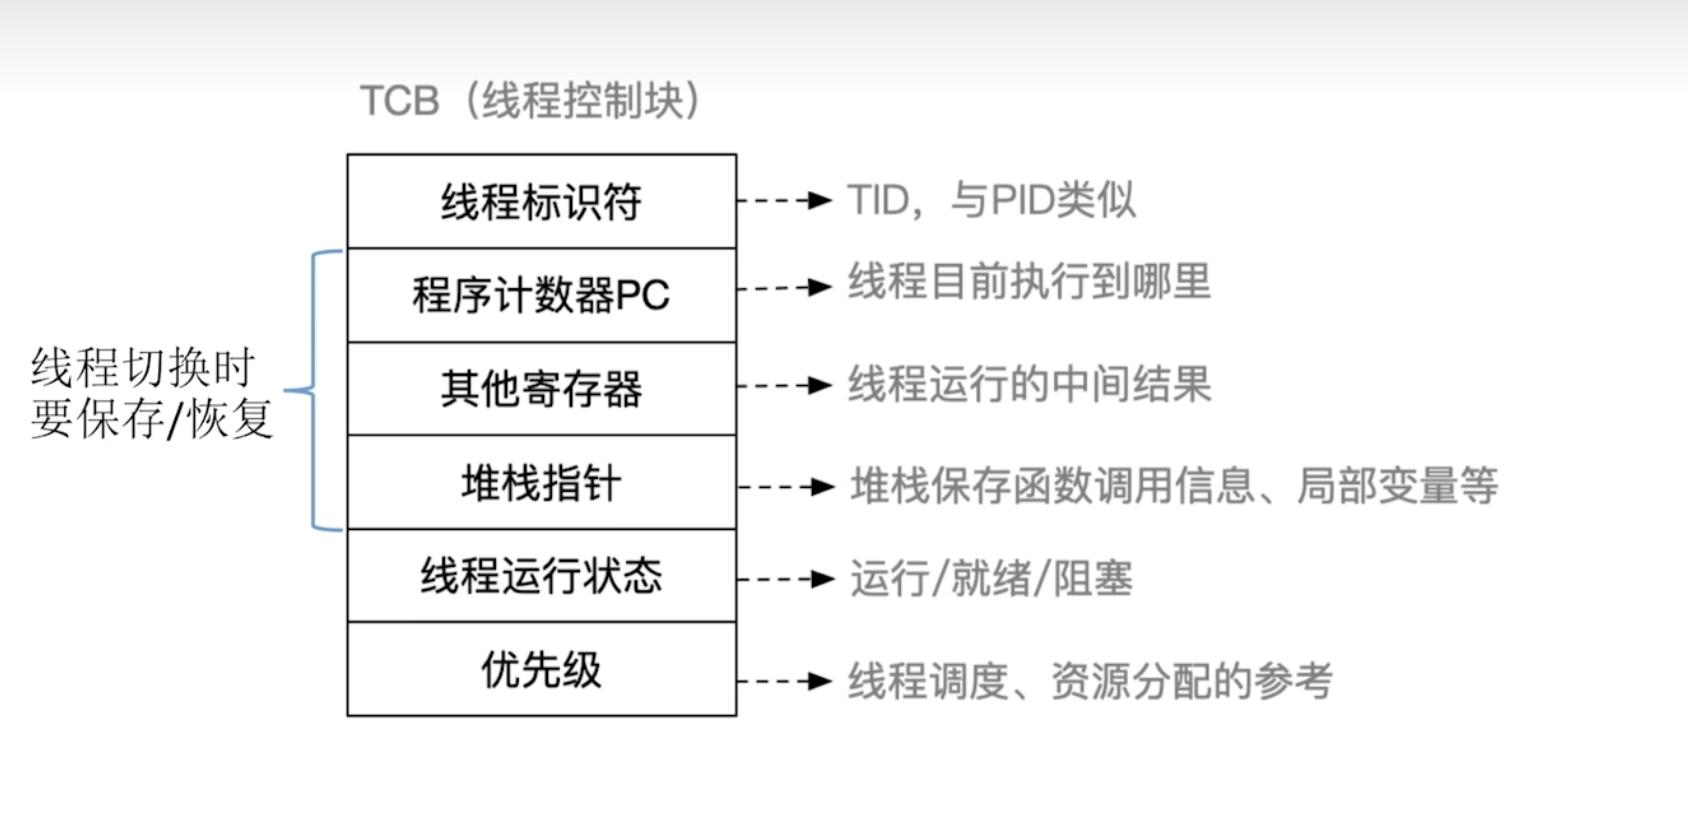 TCB（线程控制块）
线程标识符
TID，与PID类似
程序计数器PC
线程目前执行到哪里
线程切换时
要保存/恢复
其他寄存器
线程运行的中间结果
堆栈指针
堆栈保存函数调用信息、局部变量等
线程运行状态
运行/就绪/阻塞
优先级
线程调度、资源分配的参考